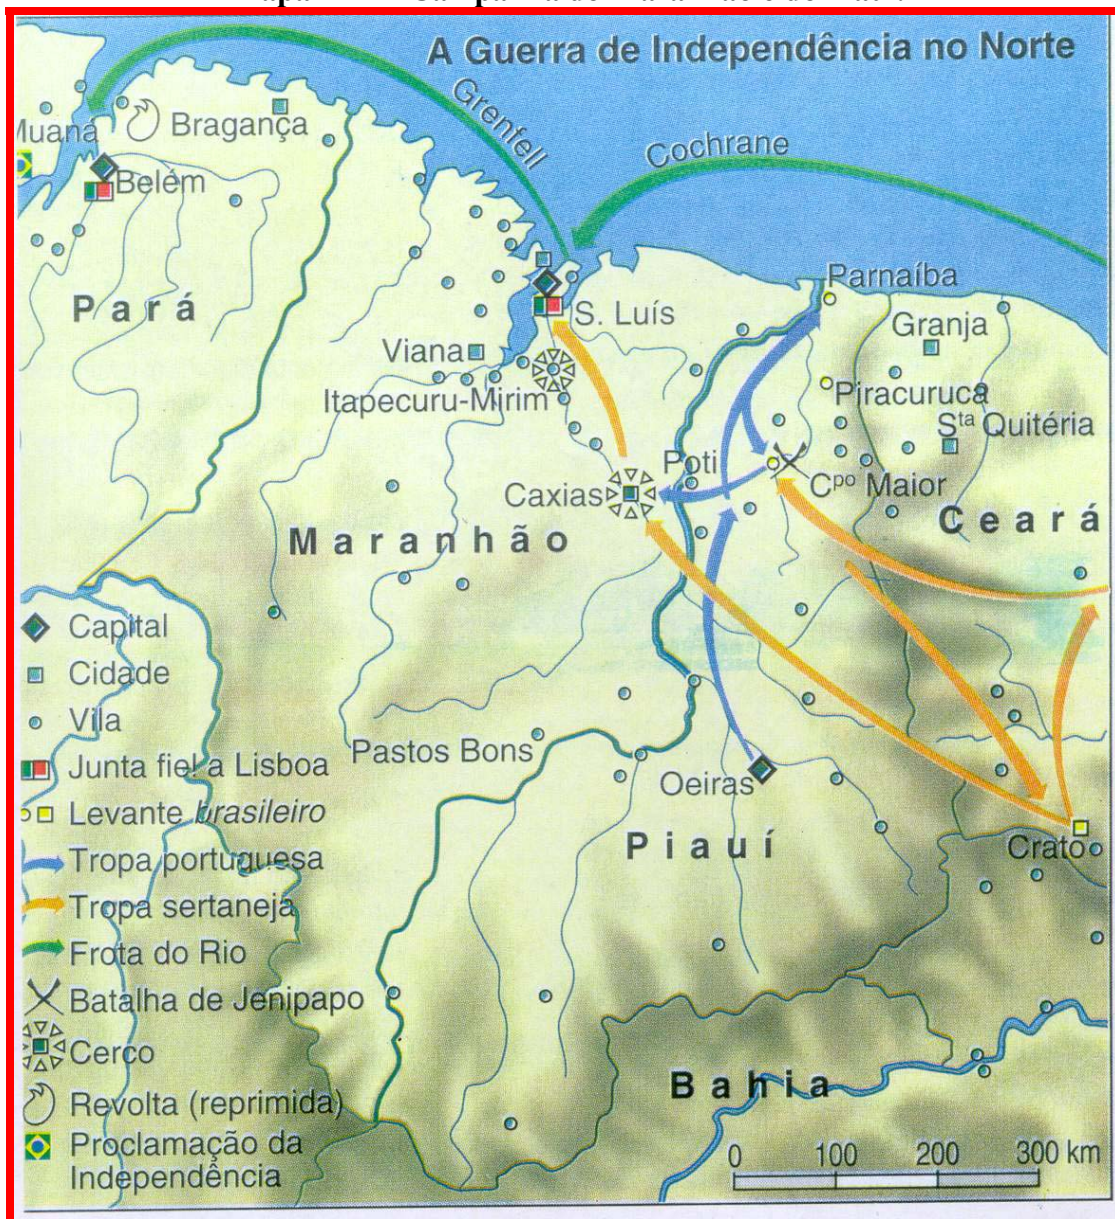 A Guerra de Independência no Norte
Grenfell
Cochrane
Muaná
Bragança
Belém
Pará
Parnaíba
S. Luís
Granja
Viana
Piracuruca
Itapecuru-Mirim
Sta Quitéria
Poti
Caxias
Cpo Maior
Maranhão
Ceará
Capital
Cidade
Vila
Pastos Bons
Junta fiel a Lisboa
Oeiras
Levante brasileiro
Piauí
Crato
Tropa portuguesa
Tropa sertaneja
Frota do Rio
Batalha de Jenipapo
Cerco
Bahia
Revolta (reprimida)
Proclamação da
Independência
0 100 200 300 km